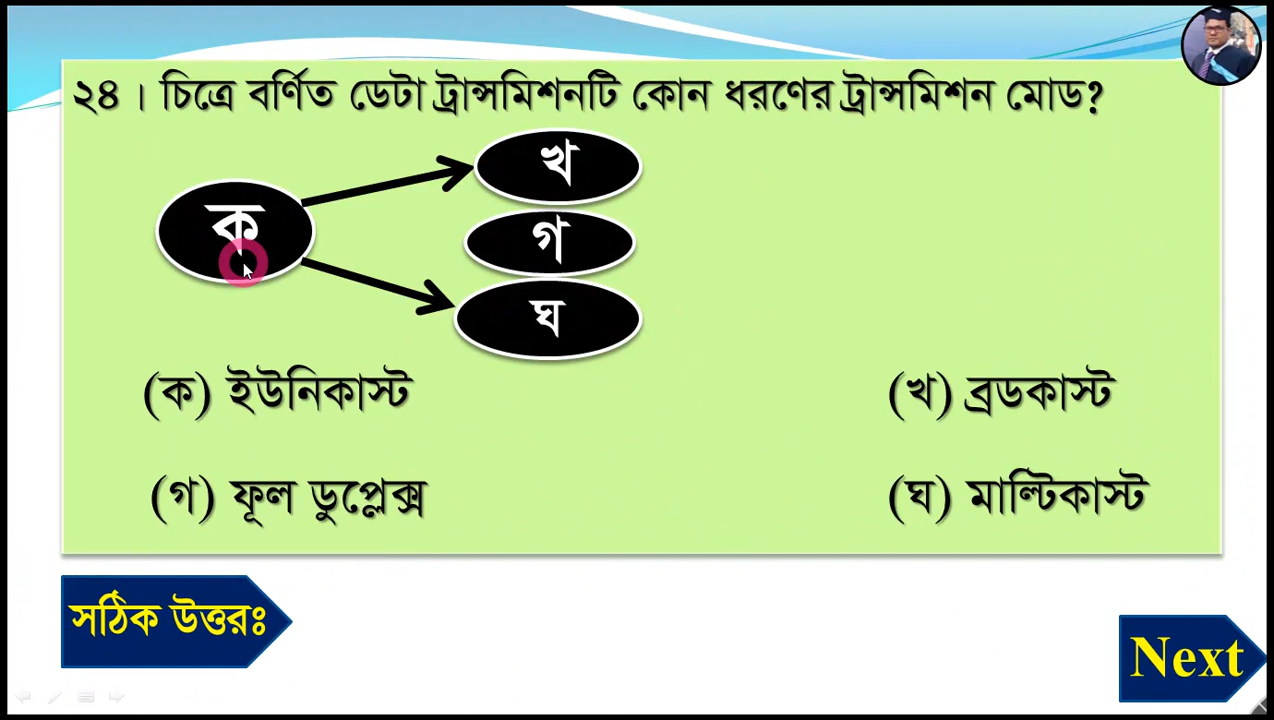 ২৪ । চিত্রে বর্ণিত ডেটা ট্রান্সমিশনটি কোন ধরণের ট্রান্সমিশন মোড?
খ
ক
গ
ঘ
(ক) ইউনিকাস্ট (খ) ব্রডকাস্ট
(গ) ফূল ডুপ্লেক্স (ঘ) মাল্টিকাস্ট
সঠিক উত্তরঃ
Next